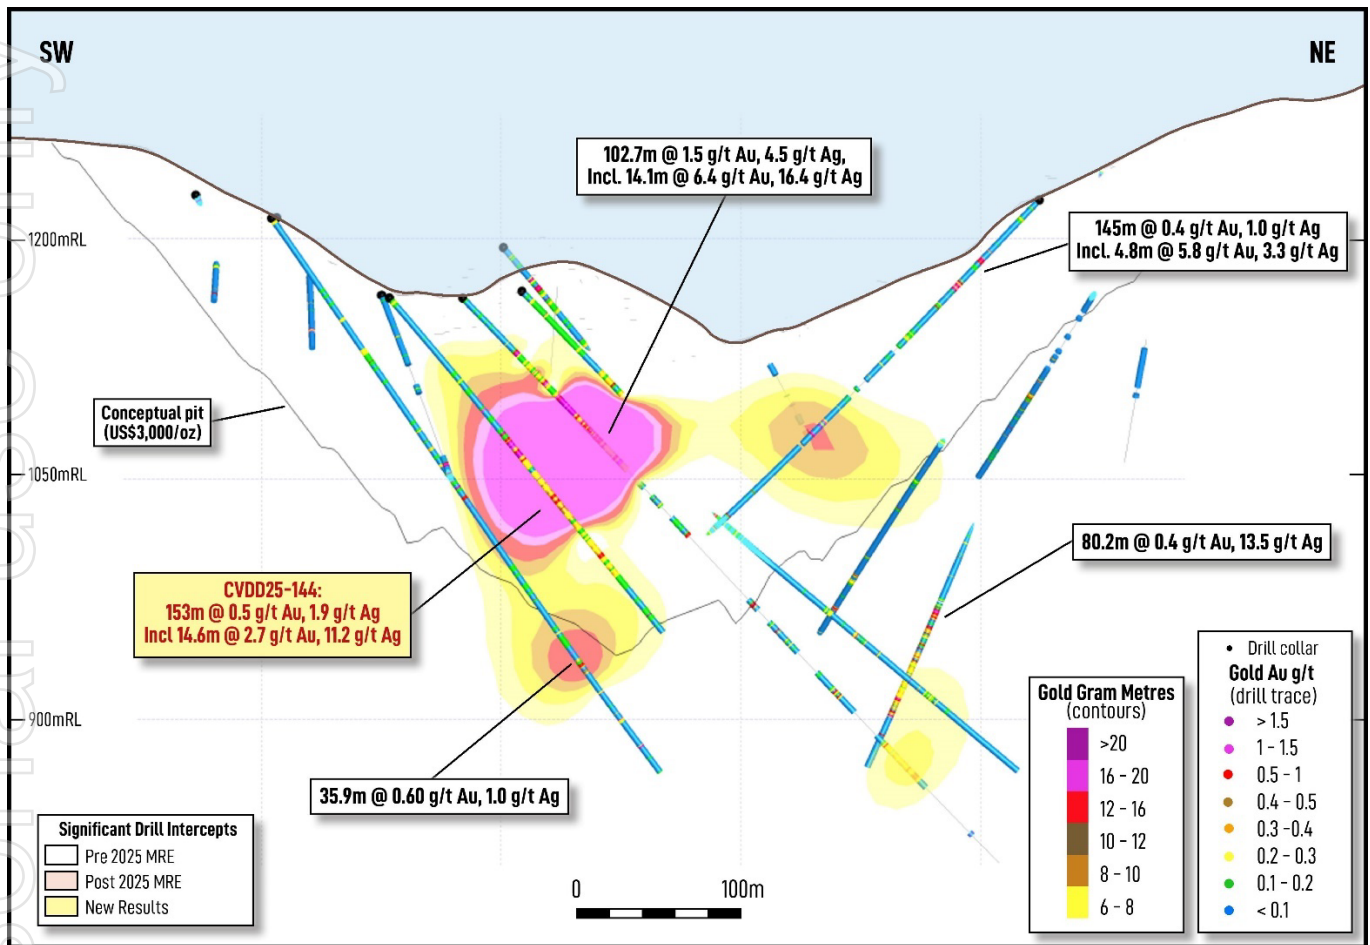 SW
NE
102.7m @ 1.5 g/t Au, 4.5 g/t Ag,
Incl. 14.1m @ 6.4 g/t Au, 16.4 g/t Ag
145m @ 0.4 g/t Au, 1.0 g/t Ag
Incl. 4.8m @ 5.8 g/t Au, 3.3 g/t Ag
1200mRL
Conceptual pit
(US$3,000/oz)
1050mRL
80.2m @ 0.4 g/t Au, 13.5 g/t Ag
CVDD25-144:
153m @ 0.5 g/t Au, 1.9 g/t Ag
Incl 14.6m @ 2.7 g/t Au, 11.2 g/t Ag
900mRL
35.9m @ 0.60 g/t Au, 1.0 g/t Ag
Significant Drill Intercepts
Pre 2025 MRE
Post 2025 MRE
New Results
0 100m
Gold Gram Metres
(contours)
>20
16 - 20
12 - 16
10 - 12
8 - 10
6 - 8
Drill collar
Gold Au g/t
(drill trace)
> 1.5
1 - 1.5
0.5 - 1
0.4 - 0.5
0.3 -0.4
0.2 - 0.3
0.1 - 0.2
< 0.1